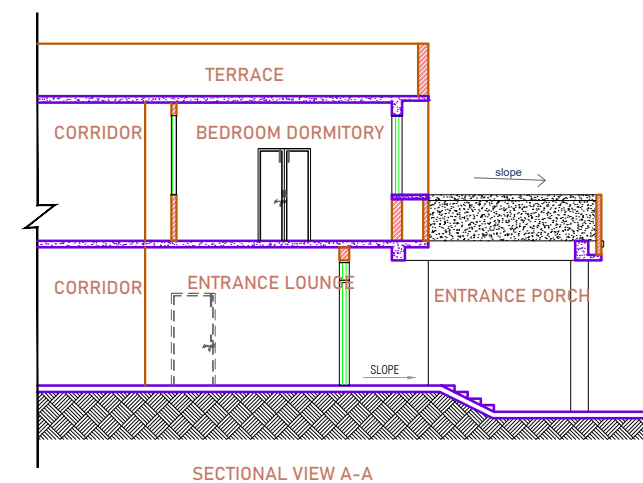 TERRACE
CORRIDOR
BEDROOM DORMITORY
slope
CORRIDOR
ENTRANCE LOUNGE
ENTRANCE PORCH
SLOPE
SECTIONAL VIEW A-A